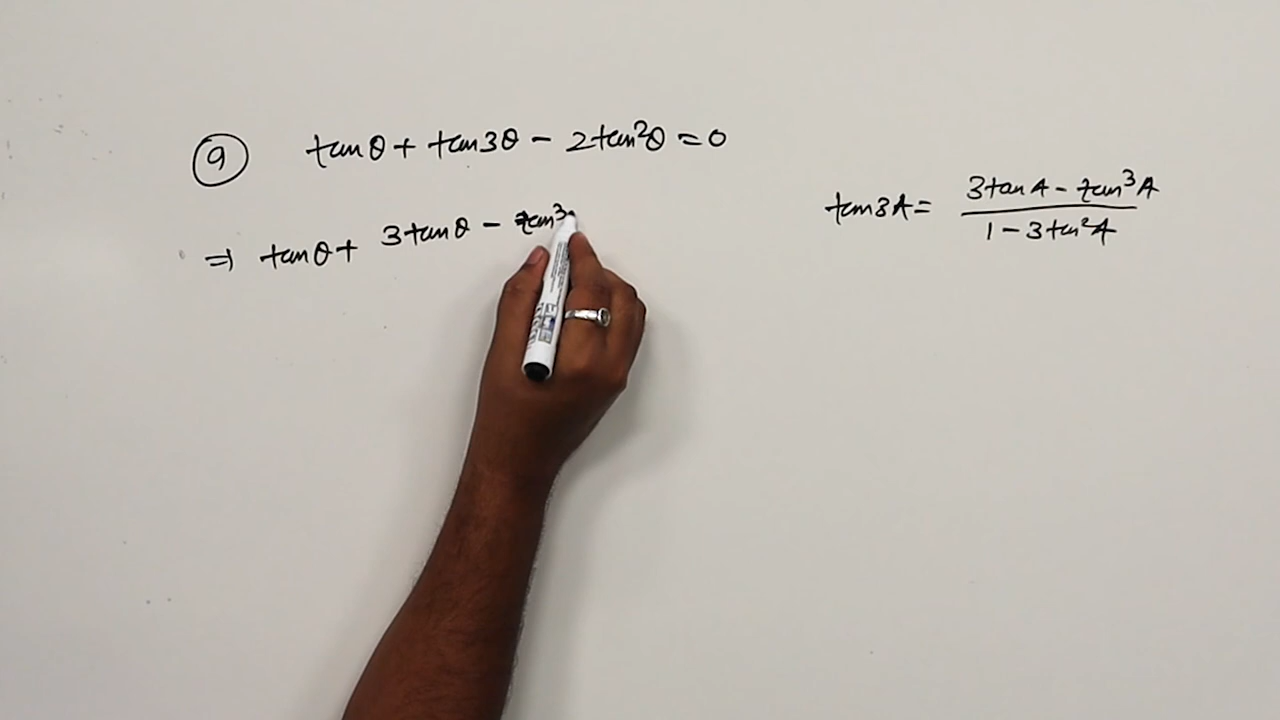 9 tanθ + tan3θ - 2tan²θ = 0
⇒ tanθ + 3tanθ - tan³
tan3A = (3tanA - tan³A) / (1 - 3tan²A)